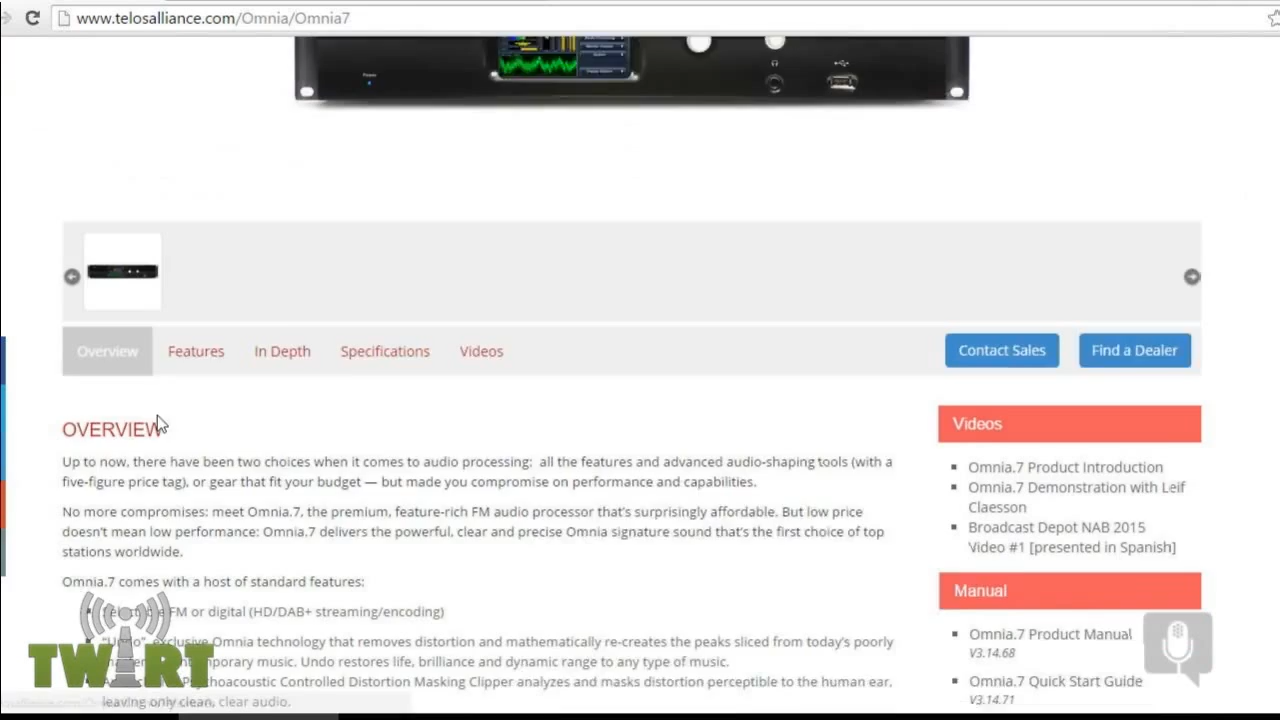 www.telosalliance.com/Omnia/Omnia7
Power
Overview
Features
In Depth
Specifications
Videos
Contact Sales
Find a Dealer
OVERVIEW
Up to now, there have been two choices when it comes to audio processing: all the features and advanced audio-shaping tools (with a
five-figure price tag), or gear that fit your budget — but made you compromise on performance and capabilities.
No more compromises: meet Omnia.7, the premium, feature-rich FM audio processor that's surprisingly affordable. But low price
doesn't mean low performance: Omnia.7 delivers the powerful, clear and precise Omnia signature sound that's the first choice of top
stations worldwide.
Omnia.7 comes with a host of standard features:
FM or digital (HD/DAB+ streaming/encoding)
"Undo", exclusive Omnia technology that removes distortion and mathematically re-creates the peaks sliced from today's poorly
music. Undo restores life, brilliance and dynamic range to any type of music.
Psychoacoustic Controlled Distortion Masking Clipper analyzes and masks distortion perceptible to the human ear,
leaving only clean, clear audio.
Videos
Omnia.7 Product Introduction
Omnia.7 Demonstration with Leif
Claesson
Broadcast Depot NAB 2015
Video #1 [presented in Spanish]
Manual
Omnia.7 Product Manual
V3.14.68
Omnia.7 Quick Start Guide
V3.14.71
TWIRT